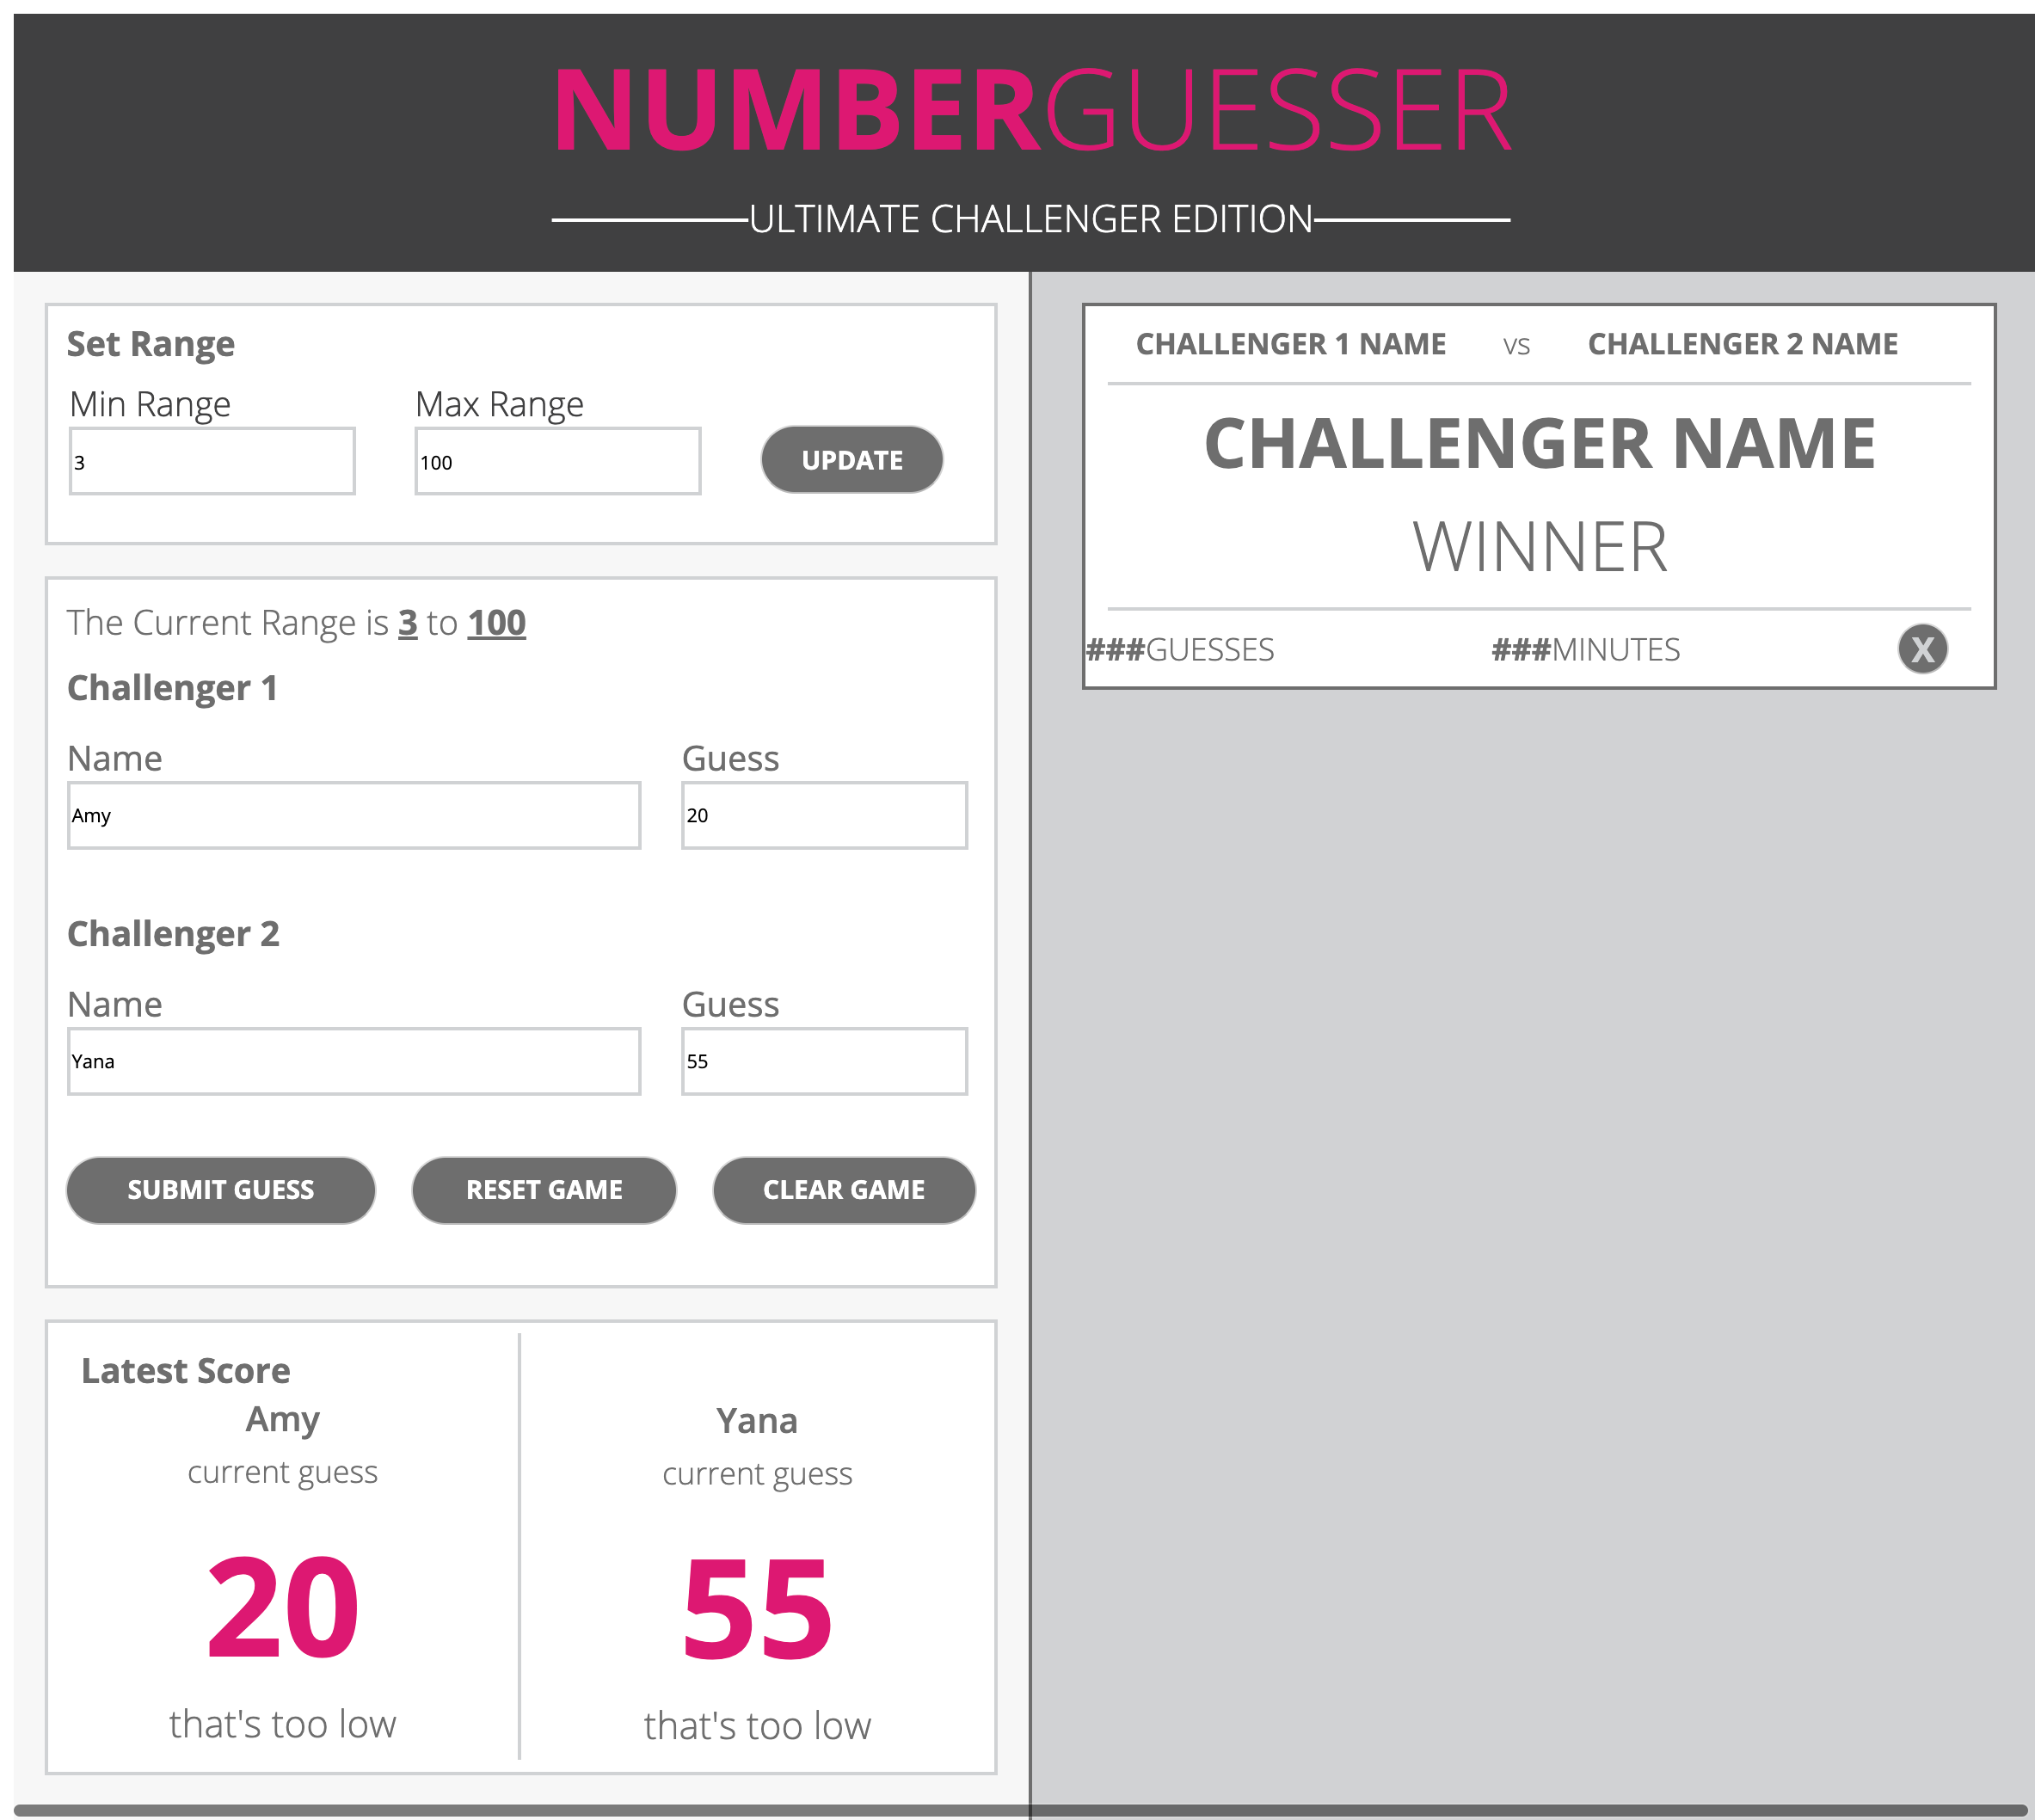 NUMBERGUESSER
ULTIMATE CHALLENGER EDITION
Set Range
Min Range Max Range
3 100 UPDATE
The Current Range is 3 to 100
Challenger 1
Name Guess
Amy 20
Challenger 2
Name Guess
Yana 55
SUBMIT GUESS RESET GAME CLEAR GAME
Latest Score
Amy
current guess
20
that's too low
Yana
current guess
55
that's too low
CHALLENGER 1 NAME VS CHALLENGER 2 NAME
CHALLENGER NAME
WINNER
###GUESSES ###MINUTES X